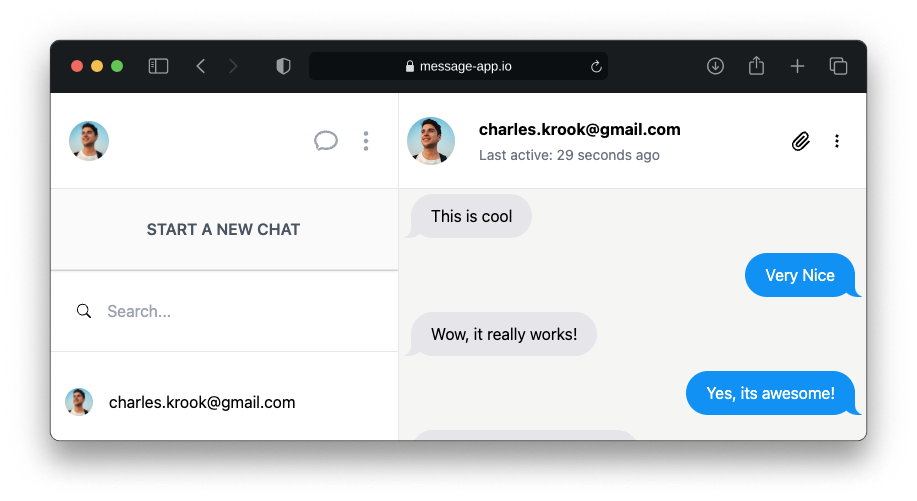 message-app.io
charles.krook@gmail.com
Last active: 29 seconds ago
START A NEW CHAT
Search...
charles.krook@gmail.com
This is cool
Very Nice
Wow, it really works!
Yes, its awesome!